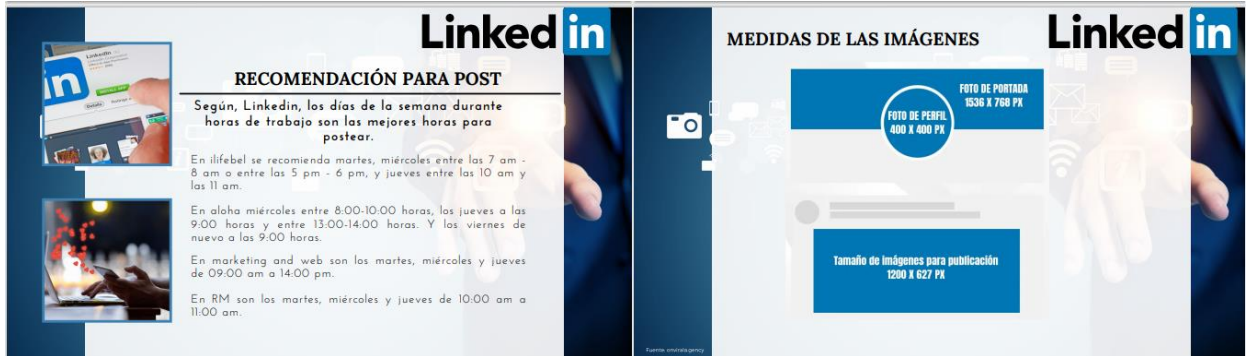 Linked in
RECOMENDACIÓN PARA POST
Según, Linkedin, los días de la semana durante
horas de trabajo son las mejores horas para
postear.
En ilifebel se recomienda martes, miércoles entre las 7 am -
8 am o entre las 5 pm - 6 pm, y jueves entre las 10 am y
las 11 am.
En aloha miércoles entre 8:00-10:00 horas, los jueves a las
9:00 horas y entre 13:00-14:00 horas. Y los viernes de
nuevo a las 9:00 horas.
En marketing and web son los martes, miércoles y jueves
de 09:00 am a 14:00 pm.
En RM son los martes, miércoles y jueves de 10:00 am a
11:00 am.
in
LinkedIn
Details
Linked in
MEDIDAS DE LAS IMÁGENES
FOTO DE PORTADA
1536 X 768 PX
FOTO DE PERFIL
400 X 400 PX
Tamaño de imágenes para publicación
1200 X 627 PX